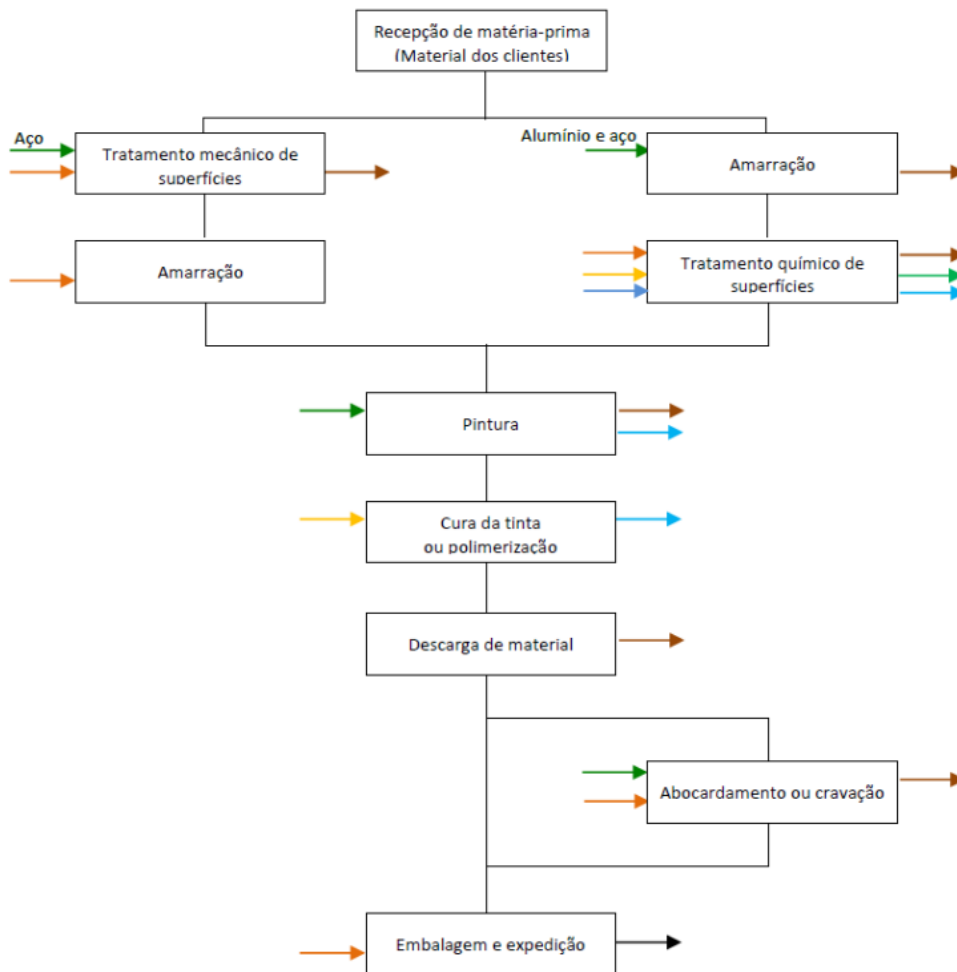 Recepção de matéria-prima
(Material dos clientes)
Aço
Tratamento mecânico de
superfícies
Alumínio e aço
Amarração
Amarração
Tratamento químico de
superfícies
Pintura
Cura da tinta
ou polimerização
Descarga de material
Abocardamento ou cravação
Embalagem e expedição